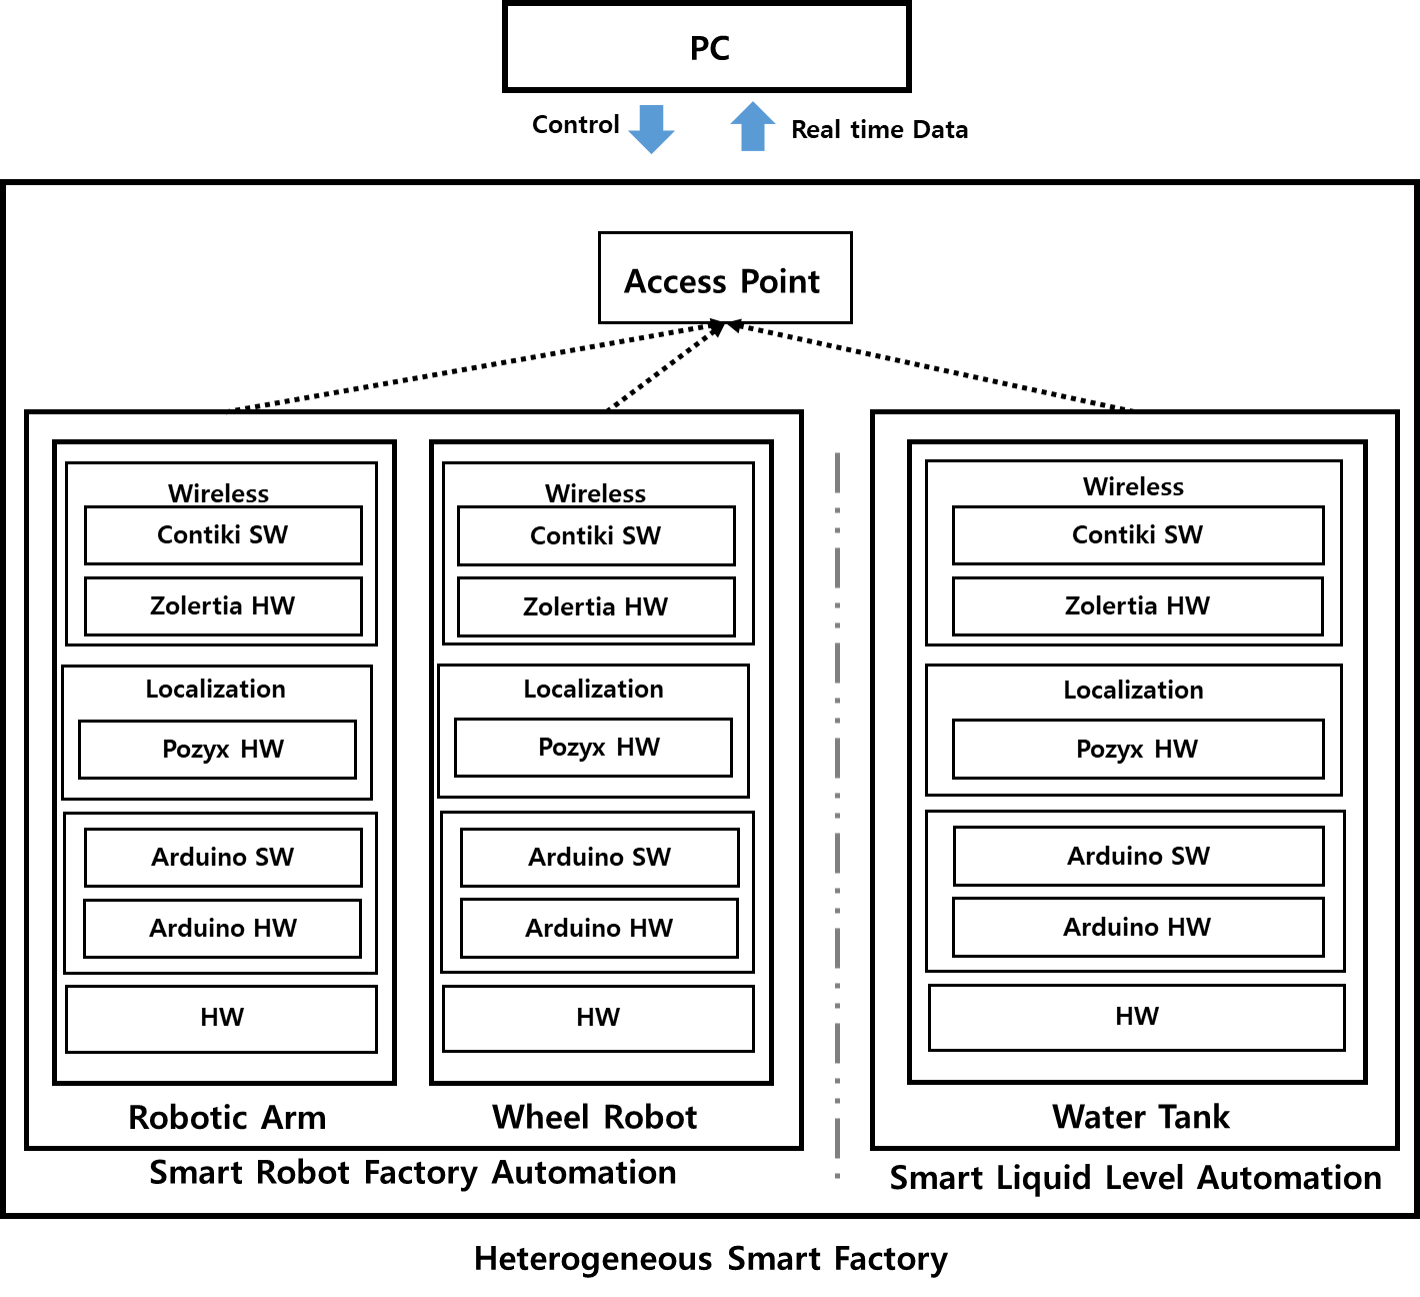 PC
Control
Real time Data
Access Point
Wireless
Contiki SW
Zolertia HW
Localization
Pozyx HW
Arduino SW
Arduino HW
HW
Robotic Arm
Wireless
Contiki SW
Zolertia HW
Localization
Pozyx HW
Arduino SW
Arduino HW
HW
Wheel Robot
Smart Robot Factory Automation
Wireless
Contiki SW
Zolertia HW
Localization
Pozyx HW
Arduino SW
Arduino HW
HW
Water Tank
Smart Liquid Level Automation
Heterogeneous Smart Factory